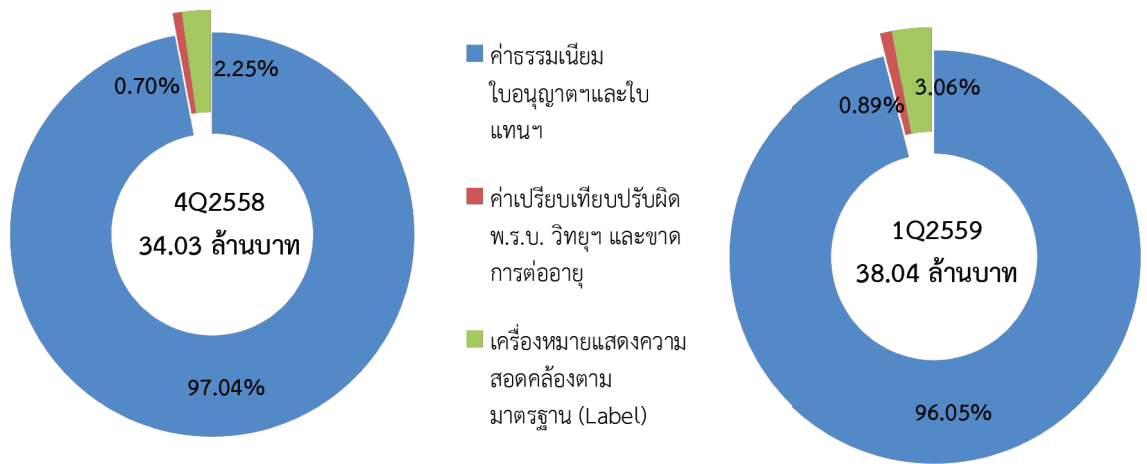 0.70%
2.25%
4Q2558
34.03 ล้านบาท
97.04%
ค่าธรรมเนียม
ใบอนุญาตฯและใบ
แทนฯ
ค่าเปรียบเทียบปรับผิด
พ.ร.บ. วิทยุฯ และขาด
การต่ออายุ
เครื่องหมายแสดงความ
สอดคล้องตาม
มาตรฐาน (Label)
0.89%
3.06%
1Q2559
38.04 ล้านบาท
96.05%